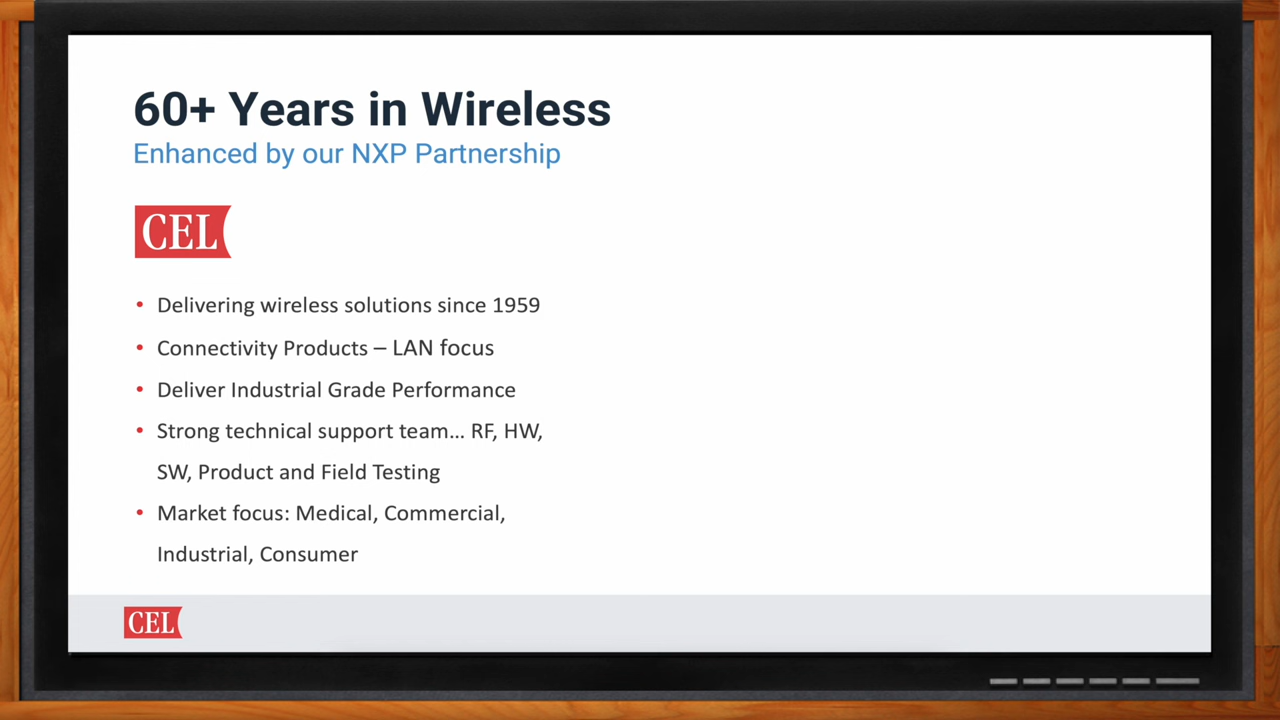 60+ Years in Wireless
Enhanced by our NXP Partnership
CEL
• Delivering wireless solutions since 1959
• Connectivity Products – LAN focus
• Deliver Industrial Grade Performance
• Strong technical support team... RF, HW,
SW, Product and Field Testing
• Market focus: Medical, Commercial,
Industrial, Consumer
CEL